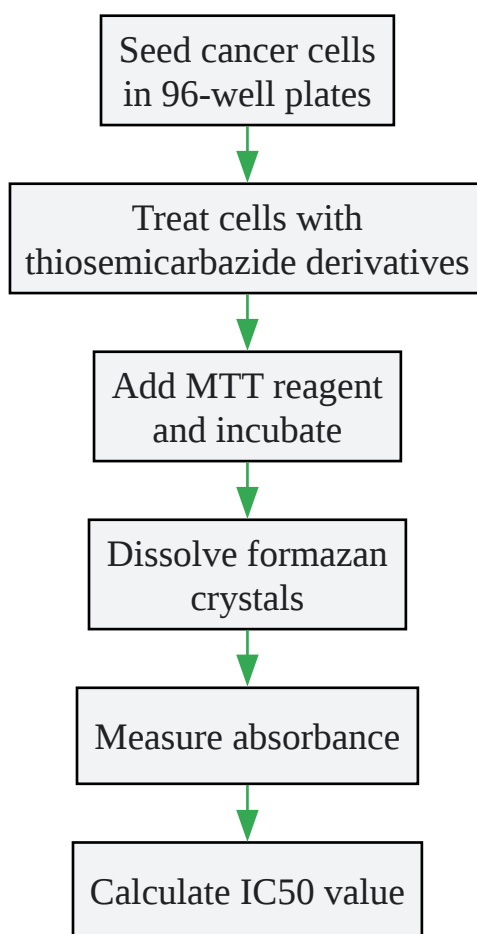 Seed cancer cells
in 96-well plates
Treat cells with
thiosemicarbazide derivatives
Add MTT reagent
and incubate
Dissolve formazan
crystals
Measure absorbance
Calculate IC50 value